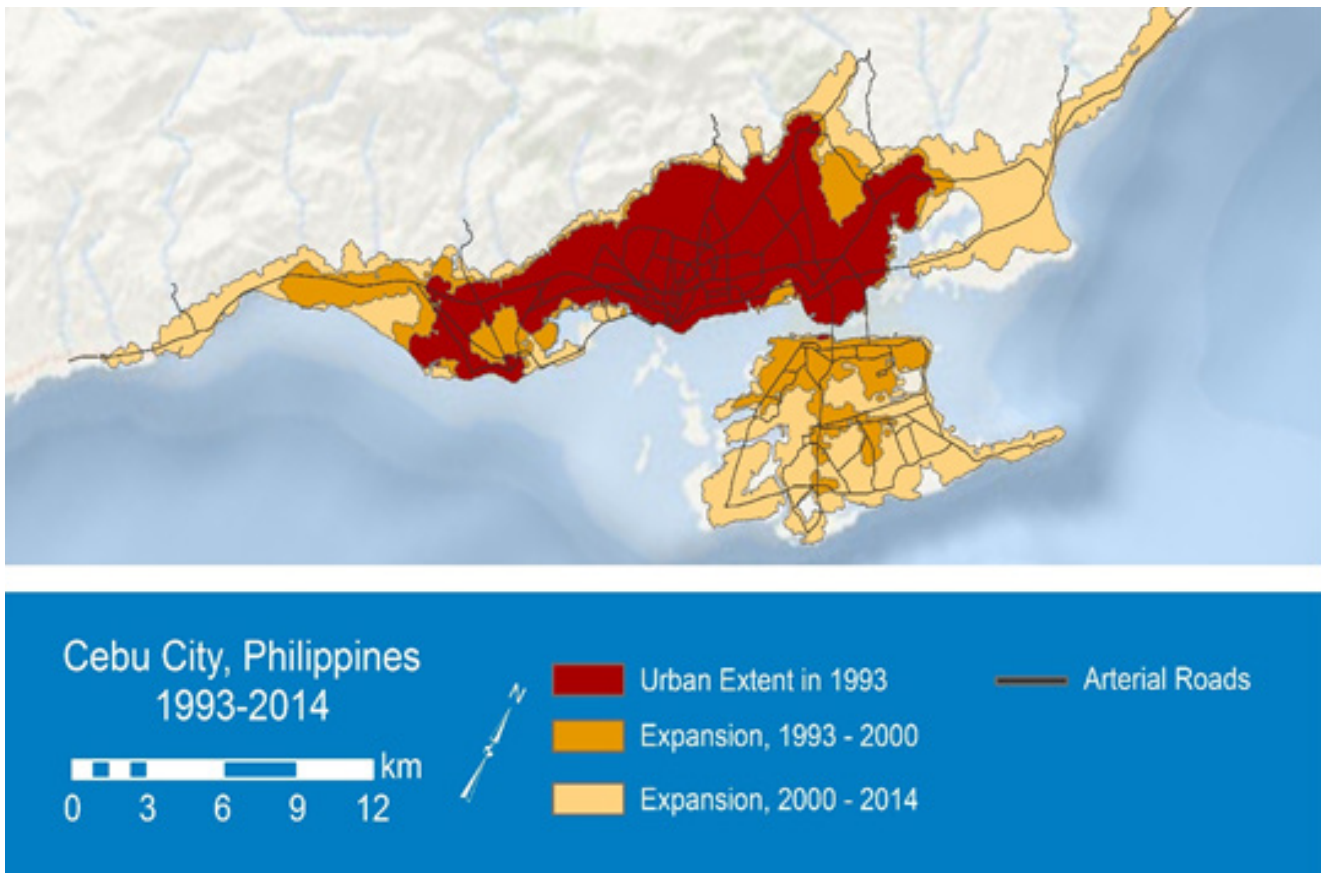 Cebu City, Philippines
1993-2014
km
0 3 6 9 12
N
Urban Extent in 1993
Expansion, 1993 - 2000
Expansion, 2000 - 2014
Arterial Roads